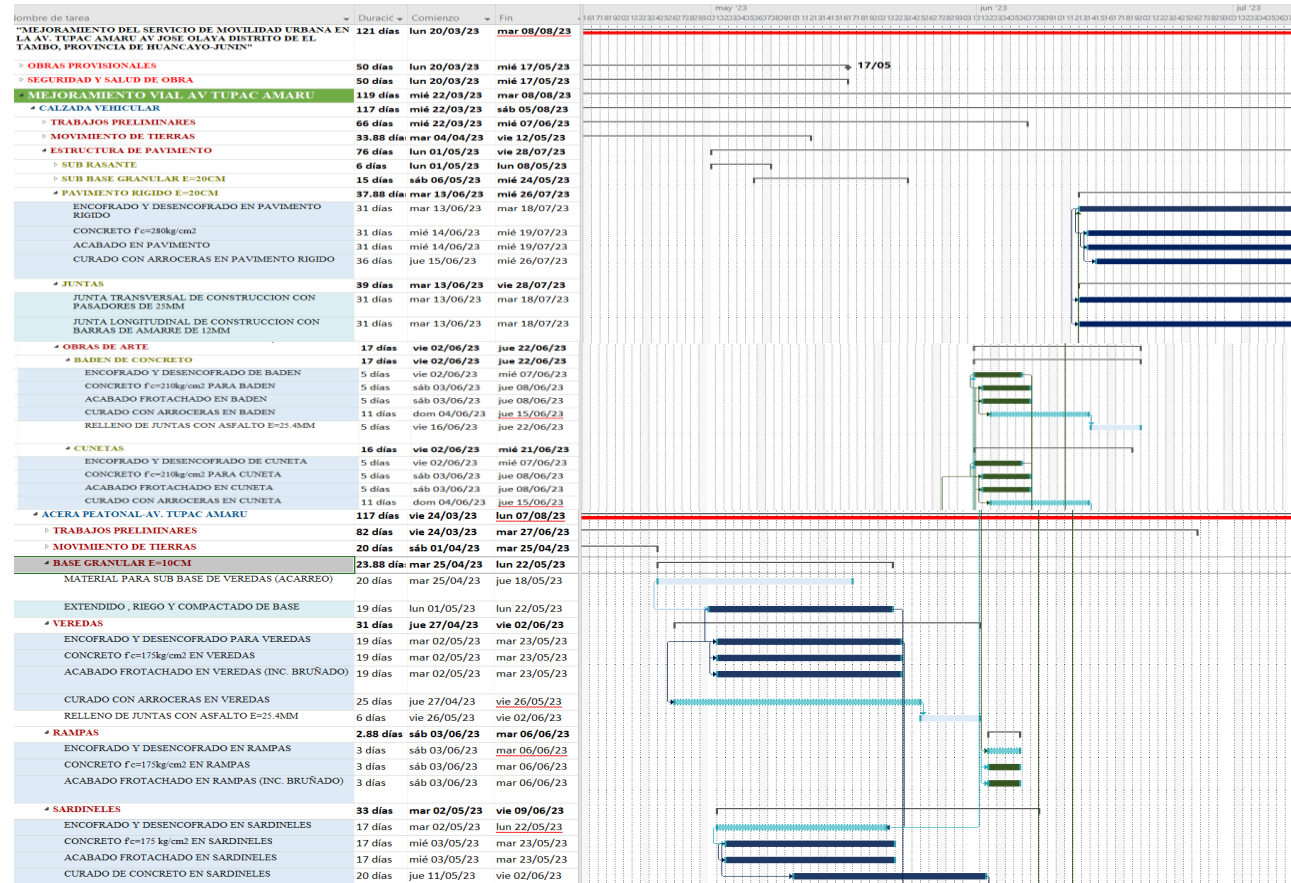 Nombre de tarea Duració Comienzo Fin may '23 jun '23 jul '23
"MEJORAMIENTO DEL SERVICIO DE MOVILIDAD URBANA EN 121 días lun 20/03/23 mar 08/08/23
LA AV. TUPAC AMARU AV JOSE OLAYA DISTRITO DE EL
TAMBO, PROVINCIA DE HUANCAYO-JUNIN"
OBRAS PROVISIONALES 50 días lun 20/03/23 mié 17/05/23 17/05
SEGURIDAD Y SALUD DE OBRA 50 días lun 20/03/23 mié 17/05/23
MEJORAMIENTO VIAL AV TUPAC AMARU 119 días mié 22/03/23 mar 08/08/23
CALZADA VEHICULAR 117 días mié 22/03/23 sáb 05/08/23
TRABAJOS PRELIMINARES 66 días mié 22/03/23 mié 07/06/23
MOVIMIENTO DE TIERRAS 33.88 día mar 04/04/23 vie 12/05/23
ESTRUCTURA DE PAVIMENTO 76 días lun 01/05/23 vie 28/07/23
SUB RASANTE 6 días lun 01/05/23 lun 08/05/23
SUB BASE GRANULAR E=20CM 15 días sáb 06/05/23 mié 24/05/23
PAVIMENTO RIGIDO E=20CM 37.88 día mar 13/06/23 mié 26/07/23
ENCOFRADO Y DESENCOFRADO EN PAVIMENTO 31 días mar 13/06/23 mar 18/07/23
RIGIDO
CONCRETO f'c=280kg/cm2 31 días mié 14/06/23 mié 19/07/23
ACABADO EN PAVIMENTO 31 días mié 14/06/23 mié 19/07/23
CURADO CON ARROCERAS EN PAVIMENTO RIGIDO 36 días jue 15/06/23 mié 26/07/23
JUNTAS 39 días mar 13/06/23 vie 28/07/23
JUNTA TRANSVERSAL DE CONSTRUCCION CON 31 días mar 13/06/23 mar 18/07/23
PASADORES DE 25MM
JUNTA LONGITUDINAL DE CONSTRUCCION CON 31 días mar 13/06/23 mar 18/07/23
BARRAS DE AMARRE DE 12MM
OBRAS DE ARTE 17 días vie 02/06/23 jue 22/06/23
BADEN DE CONCRETO 17 días vie 02/06/23 jue 22/06/23
ENCOFRADO Y DESENCOFRADO DE BADEN 5 días vie 02/06/23 mié 07/06/23
CONCRETO f'c=210kg/cm2 PARA BADEN 5 días sáb 03/06/23 jue 08/06/23
ACABADO FROTACHADO EN BADEN 5 días sáb 03/06/23 jue 08/06/23
CURADO CON ARROCERAS EN BADEN 11 días dom 04/06/23 jue 15/06/23
RELLENO DE JUNTAS CON ASFALTO E=25.4MM 5 días vie 16/06/23 jue 22/06/23
CUNETAS 16 días vie 02/06/23 mié 21/06/23
ENCOFRADO Y DESENCOFRADO DE CUNETA 5 días vie 02/06/23 mié 07/06/23
CONCRETO f'c=210kg/cm2 PARA CUNETA 5 días sáb 03/06/23 jue 08/06/23
ACABADO FROTACHADO EN CUNETA 5 días sáb 03/06/23 jue 08/06/23
CURADO CON ARROCERAS EN CUNETA 11 días dom 04/06/23 jue 15/06/23
ACERA PEATONAL-AV. TUPAC AMARU 117 días vie 24/03/23 lun 07/08/23
TRABAJOS PRELIMINARES 82 días vie 24/03/23 mar 27/06/23
MOVIMIENTO DE TIERRAS 20 días sáb 01/04/23 mar 25/04/23
BASE GRANULAR E=10CM 23.88 día mar 25/04/23 lun 22/05/23
MATERIAL PARA SUB BASE DE VEREDAS (ACARREO) 20 días mar 25/04/23 jue 18/05/23
EXTENDIDO , RIEGO Y COMPACTADO DE BASE 19 días lun 01/05/23 lun 22/05/23
VEREDAS 31 días jue 27/04/23 vie 02/06/23
ENCOFRADO Y DESENCOFRADO PARA VEREDAS 19 días mar 02/05/23 mar 23/05/23
CONCRETO f'c=175kg/cm2 EN VEREDAS 19 días mar 02/05/23 mar 23/05/23
ACABADO FROTACHADO EN VEREDAS (INC. BRUÑADO) 19 días mar 02/05/23 mar 23/05/23
CURADO CON ARROCERAS EN VEREDAS 25 días jue 27/04/23 vie 26/05/23
RELLENO DE JUNTAS CON ASFALTO E=25.4MM 6 días vie 26/05/23 vie 02/06/23
RAMPAS 2.88 días sáb 03/06/23 mar 06/06/23
ENCOFRADO Y DESENCOFRADO EN RAMPAS 3 días sáb 03/06/23 mar 06/06/23
CONCRETO f'c=175kg/cm2 EN RAMPAS 3 días sáb 03/06/23 mar 06/06/23
ACABADO FROTACHADO EN RAMPAS (INC. BRUÑADO) 3 días sáb 03/06/23 mar 06/06/23
SARDINELES 33 días mar 02/05/23 vie 09/06/23
ENCOFRADO Y DESENCOFRADO EN SARDINELES 17 días mar 02/05/23 lun 22/05/23
CONCRETO f'c=175 kg/cm2 EN SARDINELES 17 días mié 03/05/23 mar 23/05/23
ACABADO FROTACHADO EN SARDINELES 17 días mié 03/05/23 mar 23/05/23
CURADO DE CONCRETO EN SARDINELES 20 días jue 11/05/23 vie 02/06/23